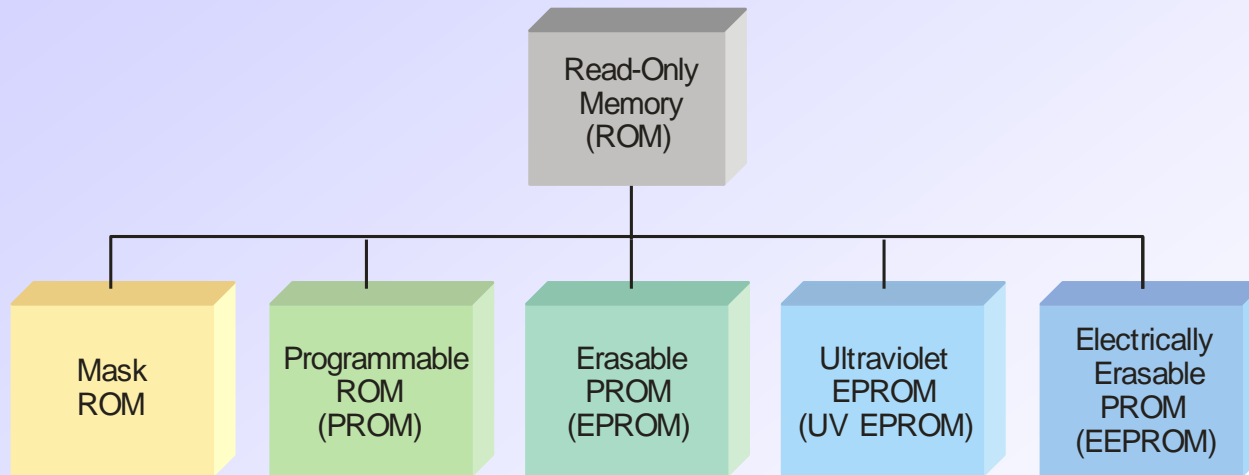 Read-Only
Memory
(ROM)
Mask
ROM
Programmable
ROM
(PROM)
Erasable
PROM
(EPROM)
Ultraviolet
EPROM
(UV EPROM)
Electrically
Erasable
PROM
(EEPROM)